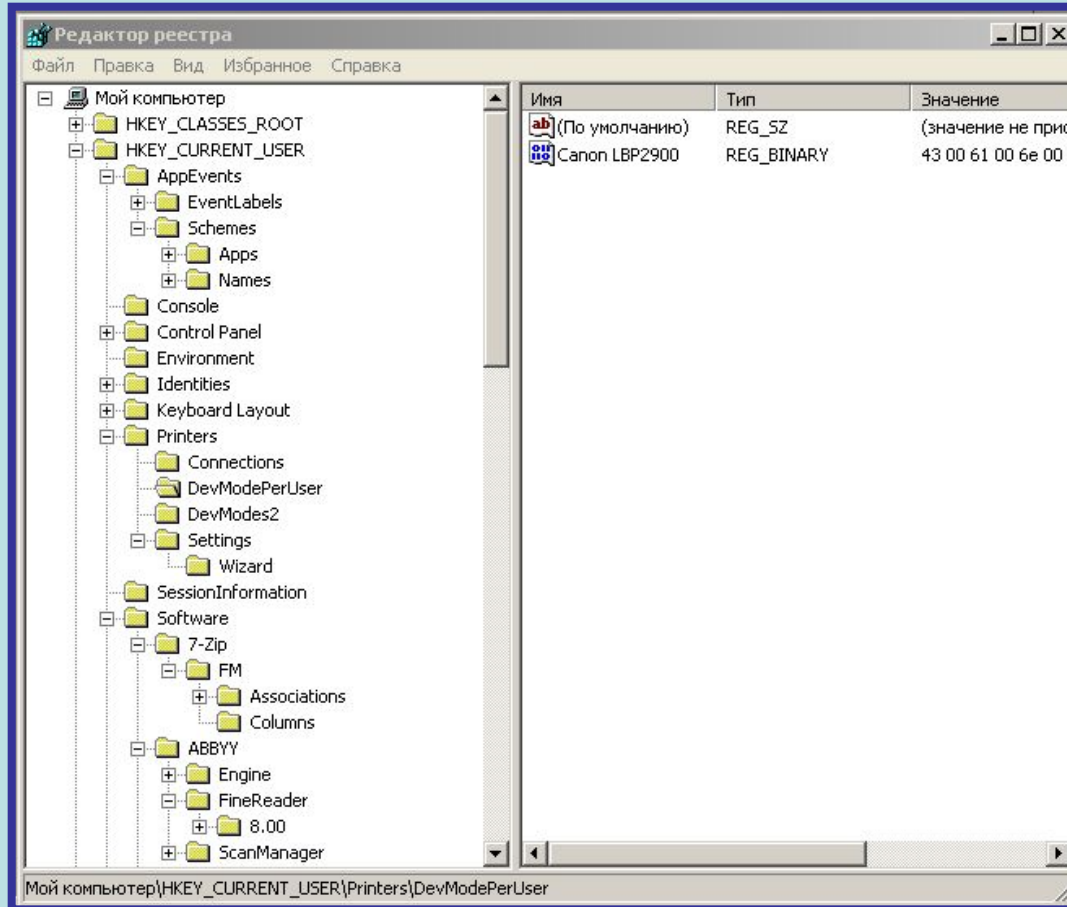 Редактор реестра
Файл Правка Вид Избранное Справка
Мой компьютер
HKEY_CLASSES_ROOT
HKEY_CURRENT_USER
AppEvents
EventLabels
Schemes
Apps
Names
Console
Control Panel
Environment
Identities
Keyboard Layout
Printers
Connections
DevModePerUser
DevModes2
Settings
Wizard
SessionInformation
Software
7-Zip
FM
Associations
Columns
ABBYY
Engine
FineReader
8.00
ScanManager
Имя Тип Значение
(По умолчанию) REG_SZ (значение не прис
Canon LBP2900 REG_BINARY 43 00 61 00 6e 00
Мой компьютер\HKEY_CURRENT_USER\Printers\DevModePerUser